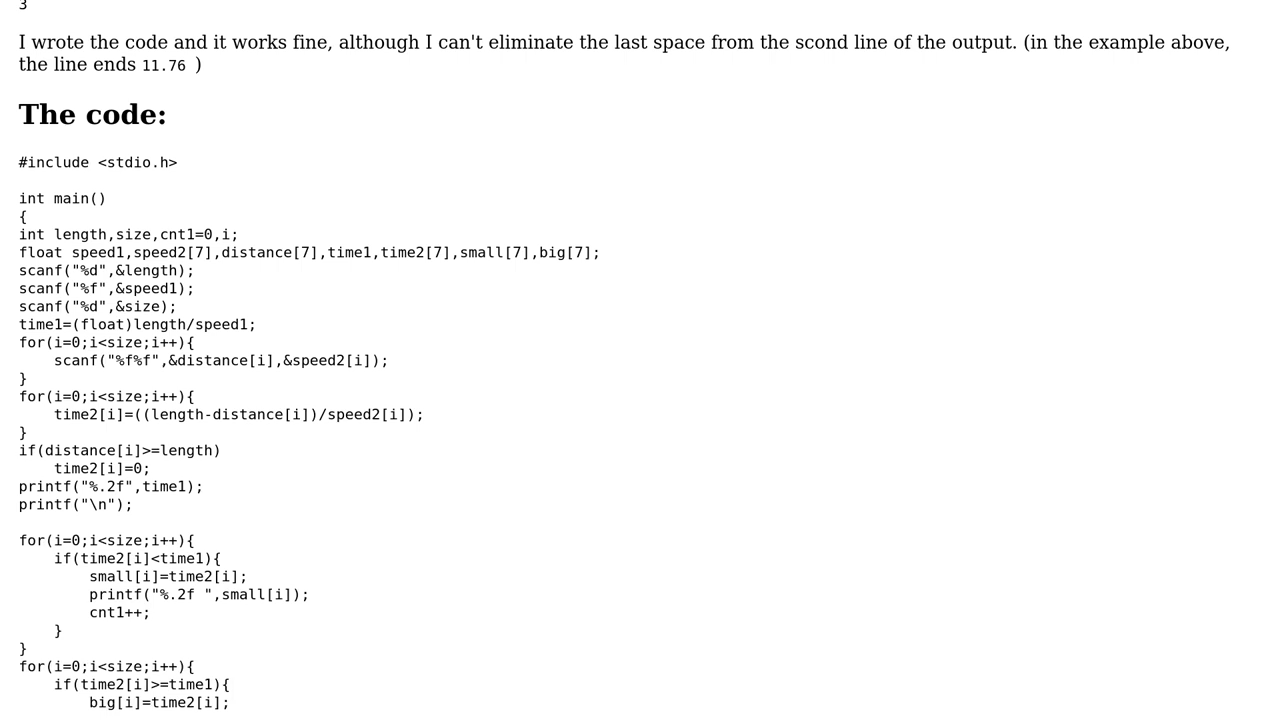 3
I wrote the code and it works fine, although I can't eliminate the last space from the scond line of the output. (in the example above,
the line ends 11.76 )
The code:
#include <stdio.h>
int main()
{
int length,size,cnt1=0,i;
float speed1,speed2[7],distance[7],time1,time2[7],small[7],big[7];
scanf("%d",&length);
scanf("%f",&speed1);
scanf("%d",&size);
time1=(float)length/speed1;
for(i=0;i<size;i++){
    scanf("%f%f",&distance[i],&speed2[i]);
}
for(i=0;i<size;i++){
    time2[i]=((length-distance[i])/speed2[i]);
}
if(distance[i]>=length)
    time2[i]=0;
printf("%.2f",time1);
printf("\n");
for(i=0;i<size;i++){
    if(time2[i]<time1){
        small[i]=time2[i];
        printf("%.2f ",small[i]);
        cnt1++;
    }
}
for(i=0;i<size;i++){
    if(time2[i]>=time1){
        big[i]=time2[i];